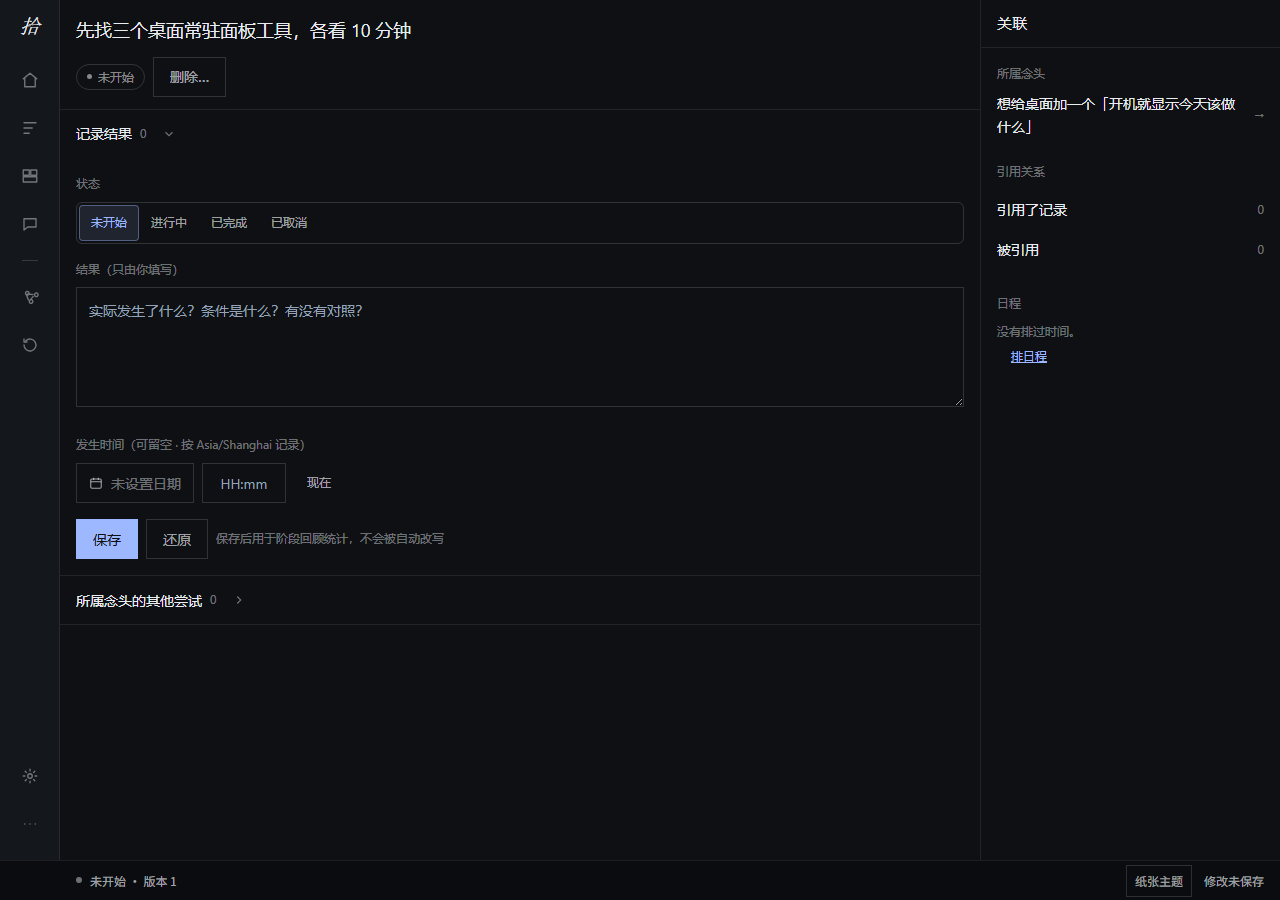 拾
先找三个桌面常驻面板工具，各看 10 分钟
未开始
删除...
记录结果 0
状态
未开始 进行中 已完成 已取消
结果（只由你填写）
实际发生了什么？条件是什么？有没有对照？
发生时间（可留空 · 按 Asia/Shanghai 记录）
未设置日期 HH:mm 现在
保存 还原 保存后用于阶段回顾统计，不会被自动改写
所属念头的其他尝试 0
关联
所属念头
想给桌面加一个「开机就显示今天该做
什么」 →
引用关系
引用了记录 0
被引用 0
日程
没有排过时间。
排日程
未开始 • 版本 1
纸张主题 修改未保存